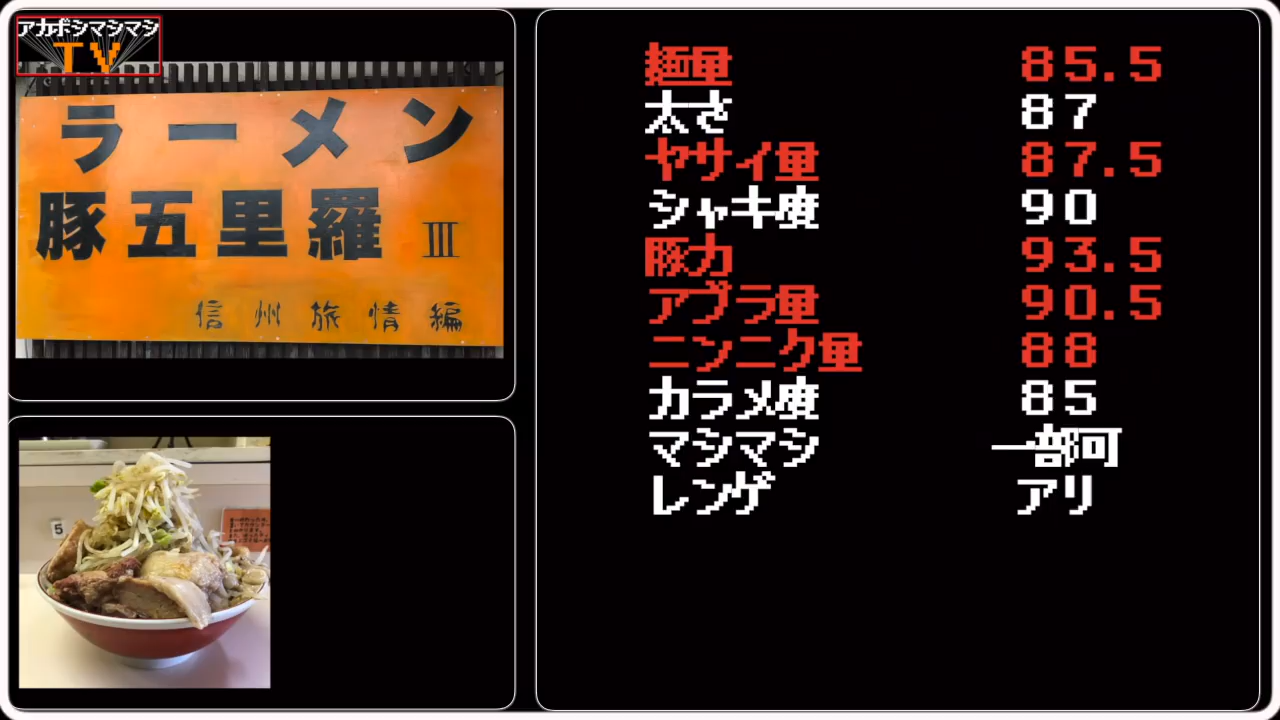 アカボシマシマシ
TV
ラーメン
豚五里羅 III
信州旅情編
5
麺量 85.5
太さ 87
ヤサイ量 87.5
シャキ度 90
豚力 93.5
アブラ量 90.5
ニンニク量 88
カラメ度 85
マシマシ 一部可
レンゲ アリ